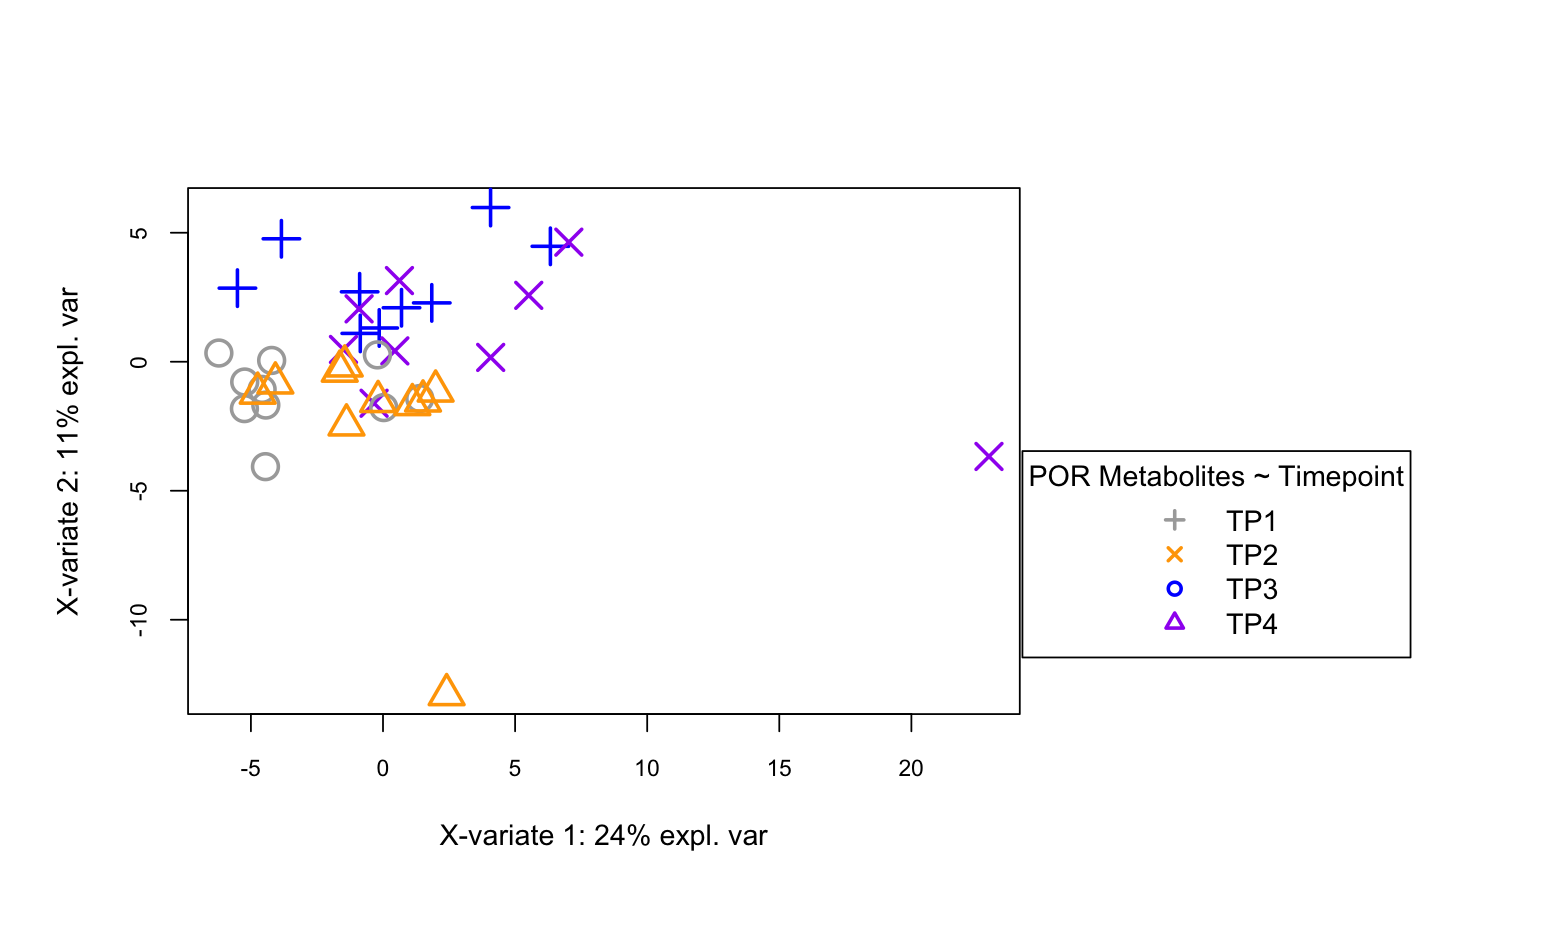 5
0
-5
-10
X-variate 2: 11% expl. var
-5
0
5
10
15
20
X-variate 1: 24% expl. var
POR Metabolites ~ Timepoint
TP1
TP2
TP3
TP4